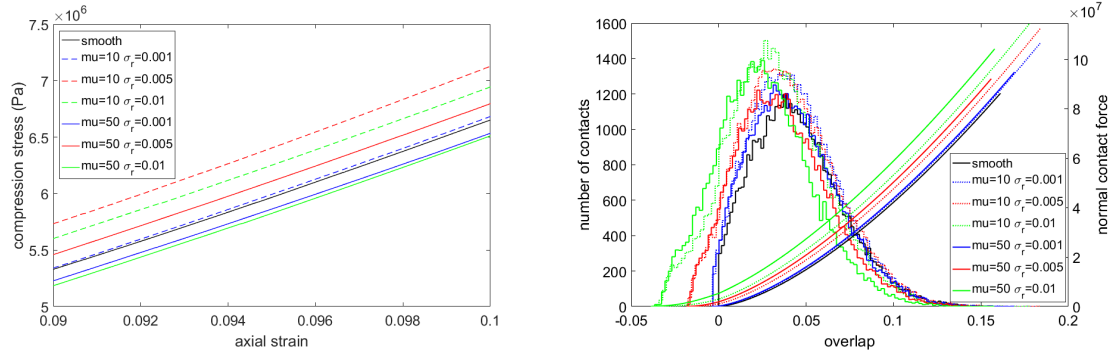 ×10⁶
7.5
7
6.5
6
5.5
5
compression stress (Pa)
0.09
0.092
0.094
0.096
0.098
0.1
axial strain
smooth
mu=10 σr=0.001
mu=10 σr=0.005
mu=10 σr=0.01
mu=50 σr=0.001
mu=50 σr=0.005
mu=50 σr=0.01
1600
1400
1200
1000
800
600
400
200
0
number of contacts
-0.05
0
0.05
0.1
0.15
0.2
overlap
×10⁷
10
8
6
4
2
0
normal contact force
smooth
mu=10 σr=0.001
mu=10 σr=0.005
mu=10 σr=0.01
mu=50 σr=0.001
mu=50 σr=0.005
mu=50 σr=0.01